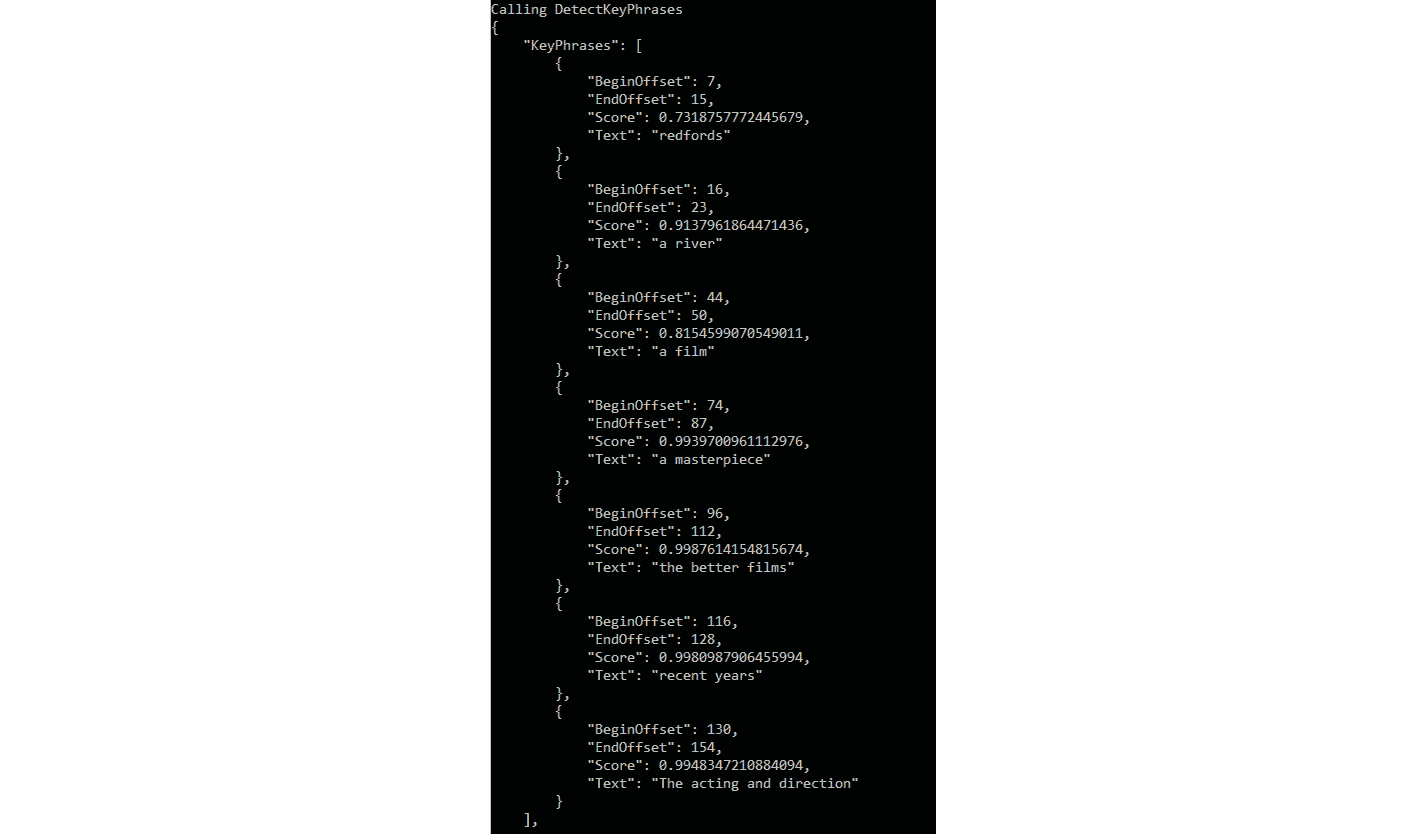 Calling DetectKeyPhrases
{
    "KeyPhrases": [
        {
            "BeginOffset": 7,
            "EndOffset": 15,
            "Score": 0.7318757772445679,
            "Text": "redfords"
        },
        {
            "BeginOffset": 16,
            "EndOffset": 23,
            "Score": 0.9137961864471436,
            "Text": "a river"
        },
        {
            "BeginOffset": 44,
            "EndOffset": 50,
            "Score": 0.8154599070549011,
            "Text": "a film"
        },
        {
            "BeginOffset": 74,
            "EndOffset": 87,
            "Score": 0.9939700961112976,
            "Text": "a masterpiece"
        },
        {
            "BeginOffset": 96,
            "EndOffset": 112,
            "Score": 0.9987614154815674,
            "Text": "the better films"
        },
        {
            "BeginOffset": 116,
            "EndOffset": 128,
            "Score": 0.9980987906455994,
            "Text": "recent years"
        },
        {
            "BeginOffset": 130,
            "EndOffset": 154,
            "Score": 0.9948347210884094,
            "Text": "The acting and direction"
        }
    ],